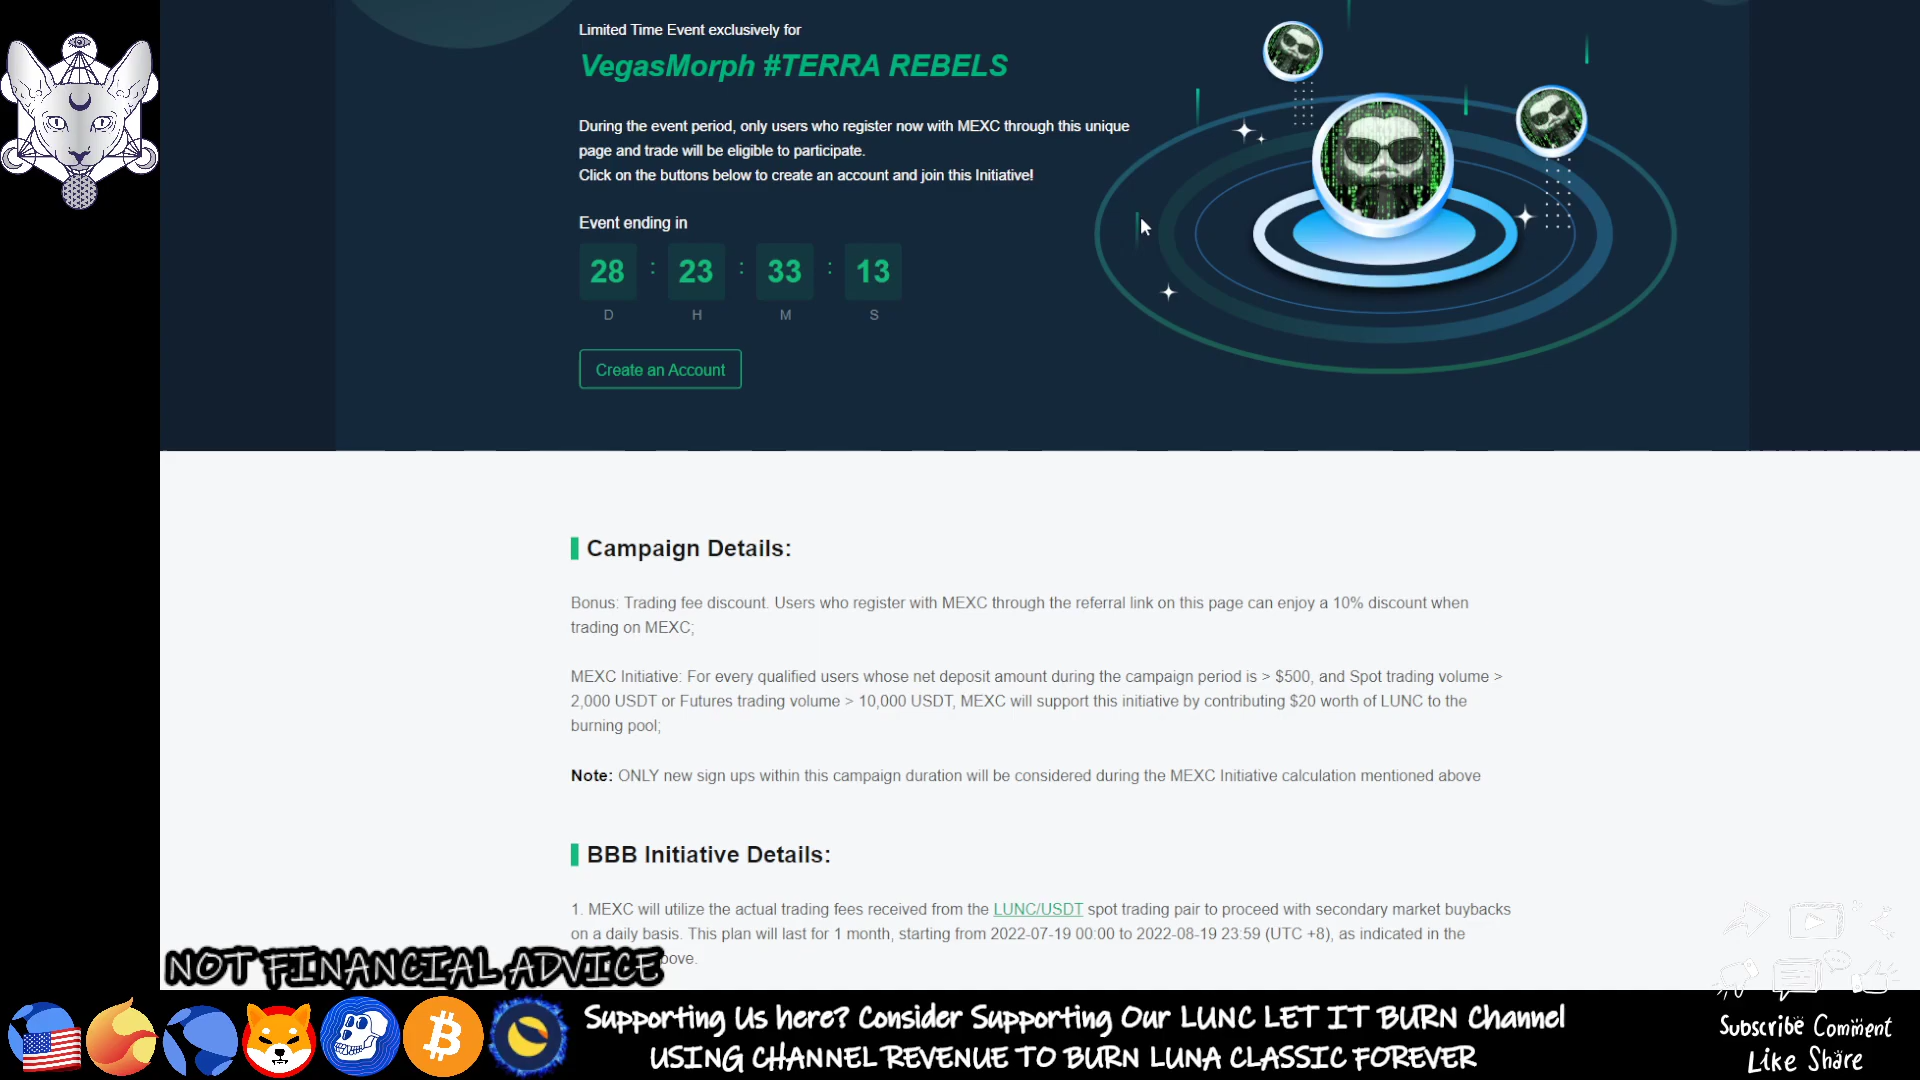 Limited Time Event exclusively for
VegasMorph #TERRA REBELS
During the event period, only users who register now with MEXC through this unique
page and trade will be eligible to participate.
Click on the buttons below to create an account and join this Initiative!
Event ending in
28 : 23 : 33 : 13
D H M S
Create an Account
Campaign Details:
Bonus: Trading fee discount. Users who register with MEXC through the referral link on this page can enjoy a 10% discount when
trading on MEXC;
MEXC Initiative: For every qualified users whose net deposit amount during the campaign period is > $500, and Spot trading volume >
2,000 USDT or Futures trading volume > 10,000 USDT, MEXC will support this initiative by contributing $20 worth of LUNC to the
burning pool;
Note: ONLY new sign ups within this campaign duration will be considered during the MEXC Initiative calculation mentioned above
BBB Initiative Details:
1. MEXC will utilize the actual trading fees received from the LUNC/USDT spot trading pair to proceed with secondary market buybacks
on a daily basis. This plan will last for 1 month, starting from 2022-07-19 00:00 to 2022-08-19 23:59 (UTC +8), as indicated in the
ove.
NOT FINANCIAL ADVICE
Supporting Us here? Consider Supporting Our LUNC LET IT BURN Channel
USING CHANNEL REVENUE TO BURN LUNA CLASSIC FOREVER
Subscribe Comment
Like Share